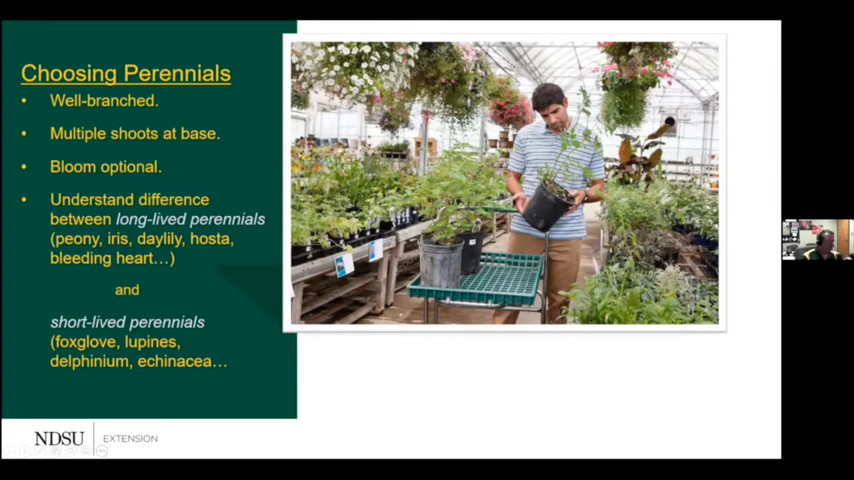 Choosing Perennials
• Well-branched.
• Multiple shoots at base.
• Bloom optional.
• Understand difference
between long-lived perennials
(peony, iris, daylily, hosta,
bleeding heart…)
and
short-lived perennials
(foxglove, lupines,
delphinium, echinacea…
NDSU EXTENSION